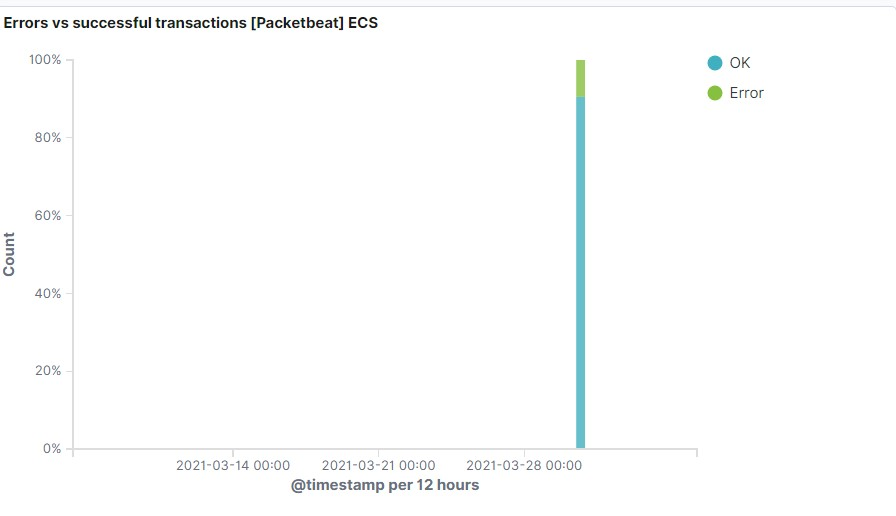 Errors vs successful transactions [Packetbeat] ECS
100%
80%
60%
40%
20%
0%
Count
2021-03-14 00:00
2021-03-21 00:00
2021-03-28 00:00
@timestamp per 12 hours
OK
Error